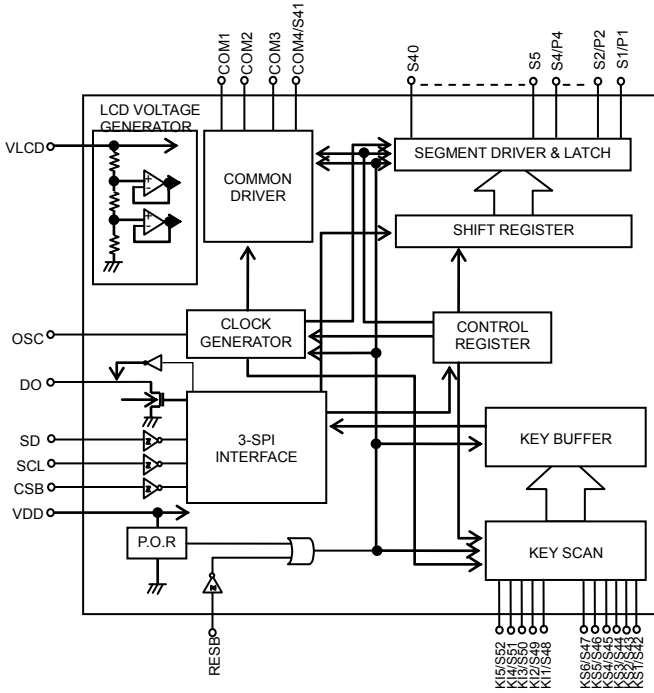 COM1
COM2
COM3
COM4/S41
S40
S5
S4/P4
S2/P2
S1/P1
LCD VOLTAGE
GENERATOR
VLCD
COMMON
DRIVER
SEGMENT DRIVER & LATCH
SHIFT REGISTER
OSC
CLOCK
GENERATOR
CONTROL
REGISTER
DO
SD
SCL
CSB
3-SPI
INTERFACE
KEY BUFFER
VDD
P.O.R
KEY SCAN
RESB
KI5/S52
KI4/S51
KI3/S50
KI2/S49
KI1/S48
KS6/S47
KS5/S46
KS4/S45
KS3/S44
KS2/S43
KS1/S42